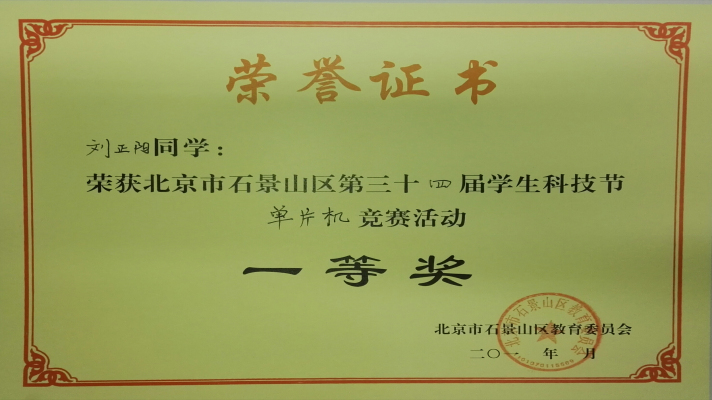 荣誉证书
刘正阳同学：
荣获北京市石景山区第三十四届学生科技节
单片机竞赛活动
一等奖
北京市石景山区教育委员会
二〇一 年 月